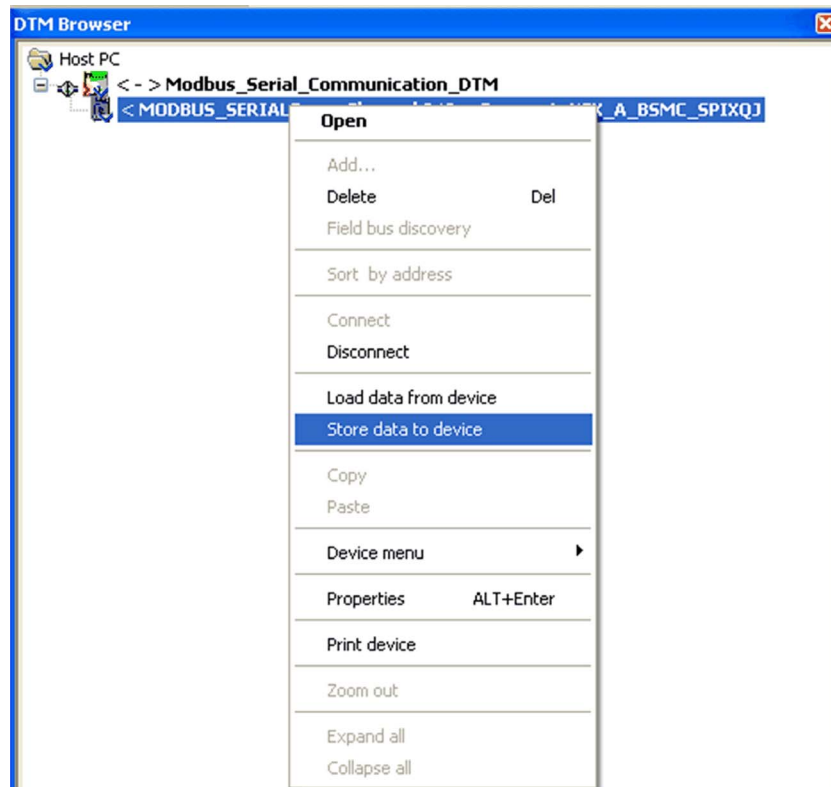 DTM Browser
Host PC
< - > Modbus_Serial_Communication_DTM
< MODBUS_SERIAL _A_BSMC_SPIXQJ
Open
Add...
Delete Del
Field bus discovery
Sort by address
Connect
Disconnect
Load data from device
Store data to device
Copy
Paste
Device menu
Properties ALT+Enter
Print device
Zoom out
Expand all
Collapse all